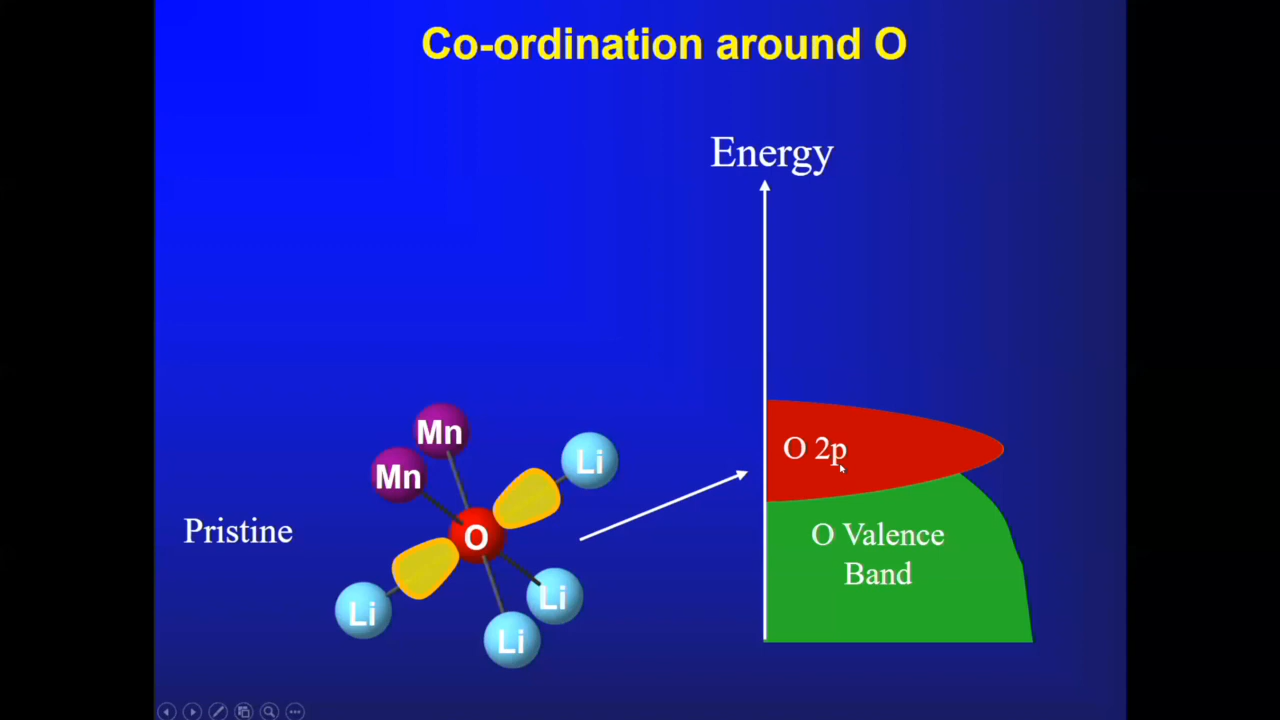 Co-ordination around O
Energy
Mn
Mn
Li
O 2p
Pristine
O
O Valence
Band
Li
Li
Li